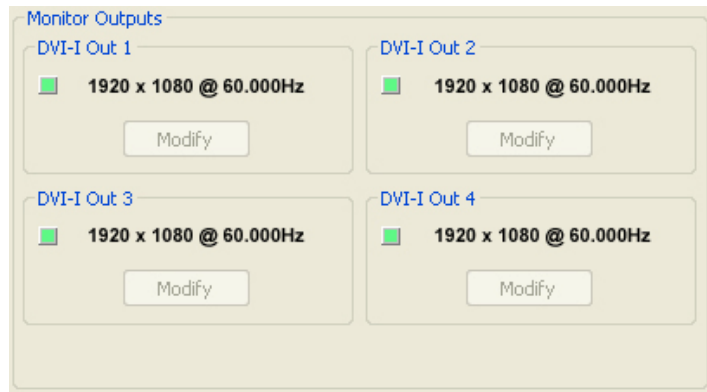 Monitor Outputs
DVI-I Out 1
1920 x 1080 @ 60.000Hz
Modify
DVI-I Out 2
1920 x 1080 @ 60.000Hz
Modify
DVI-I Out 3
1920 x 1080 @ 60.000Hz
Modify
DVI-I Out 4
1920 x 1080 @ 60.000Hz
Modify